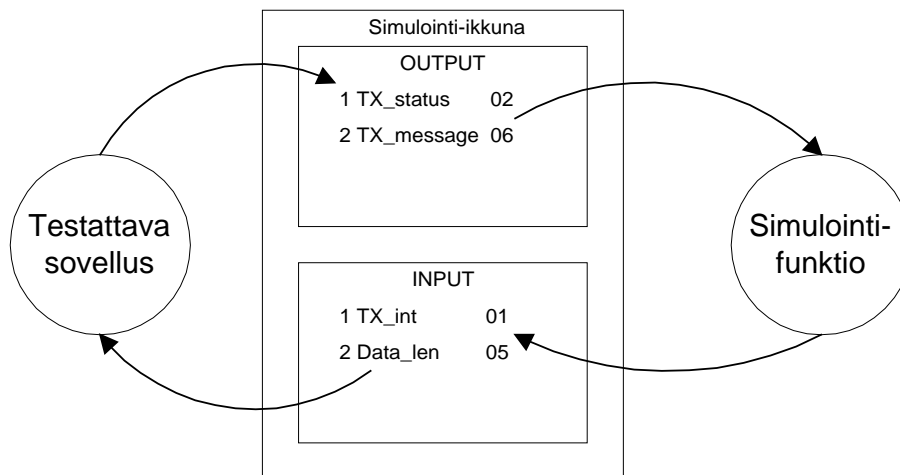 Simulointi-ikkuna
OUTPUT
1 TX_status 02
2 TX_message 06
Testattava
sovellus
Simulointi-
funktio
INPUT
1 TX_int 01
2 Data_len 05